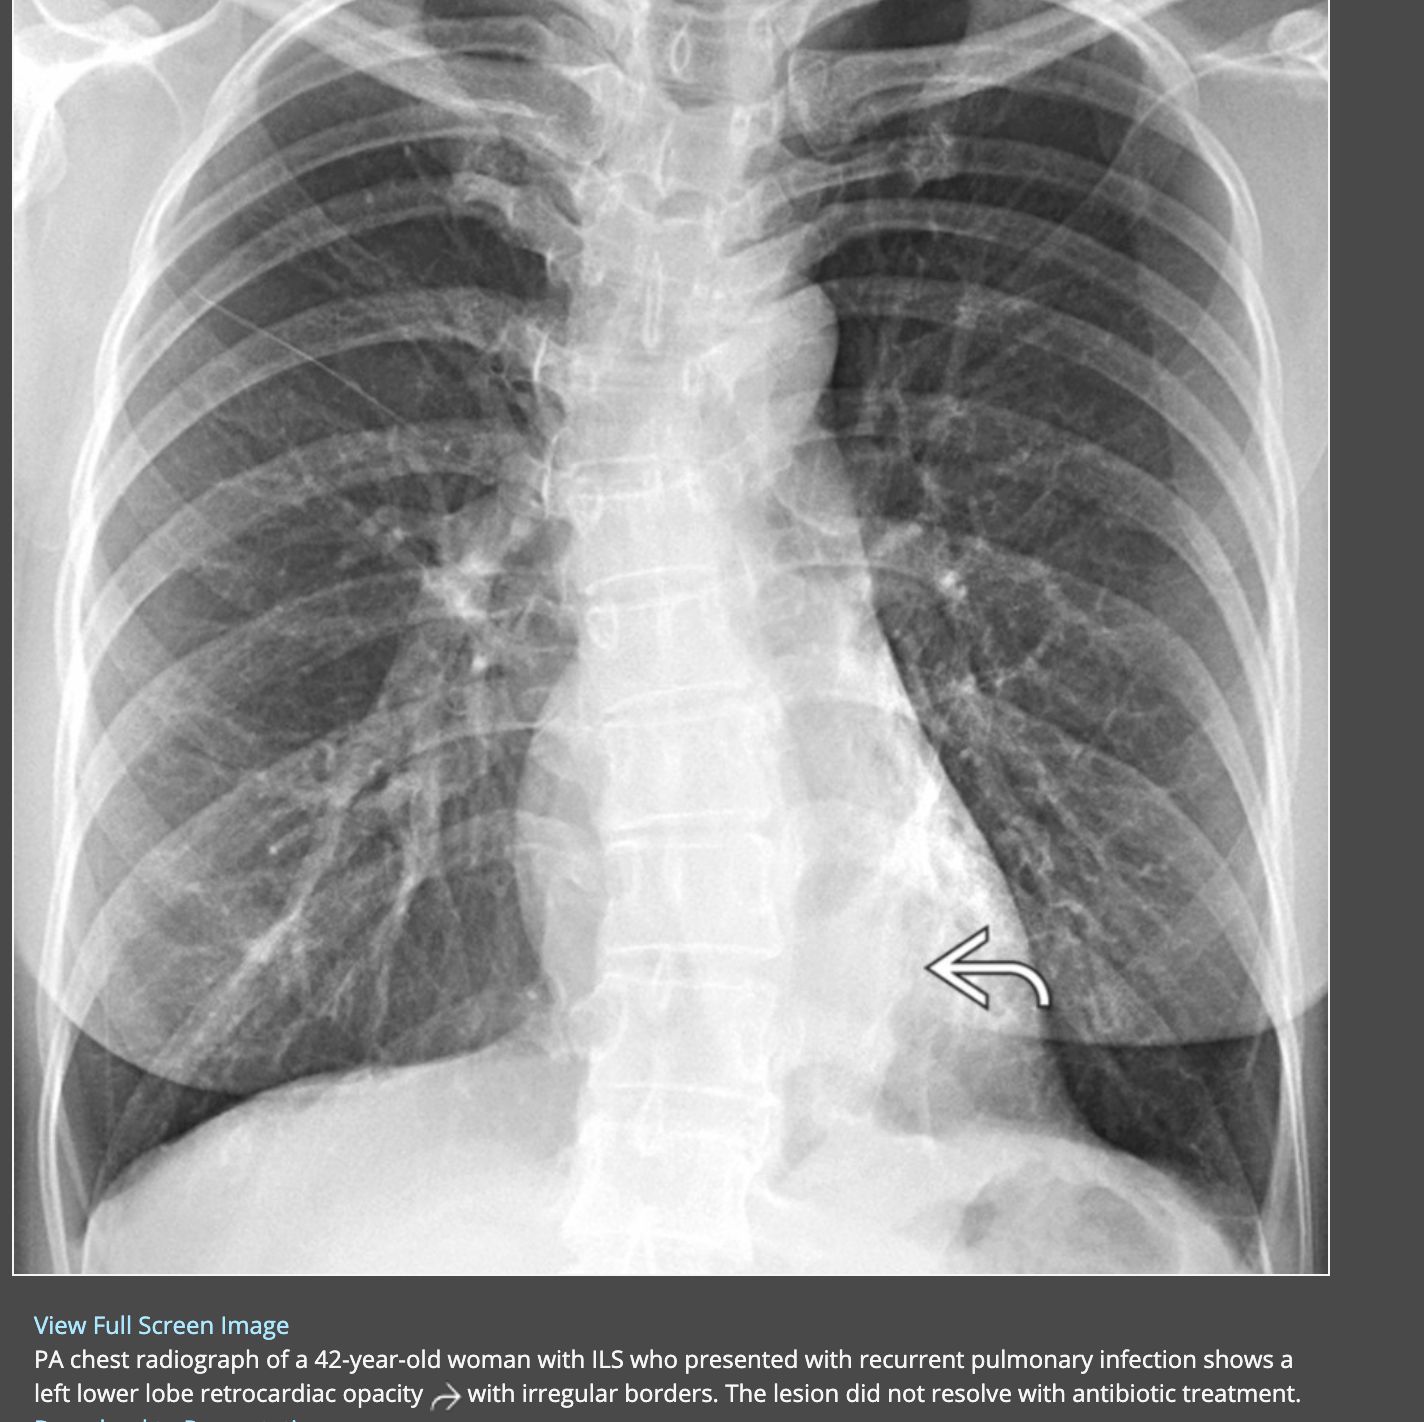 View Full Screen Image
PA chest radiograph of a 42-year-old woman with ILS who presented with recurrent pulmonary infection shows a
left lower lobe retrocardiac opacity with irregular borders. The lesion did not resolve with antibiotic treatment.